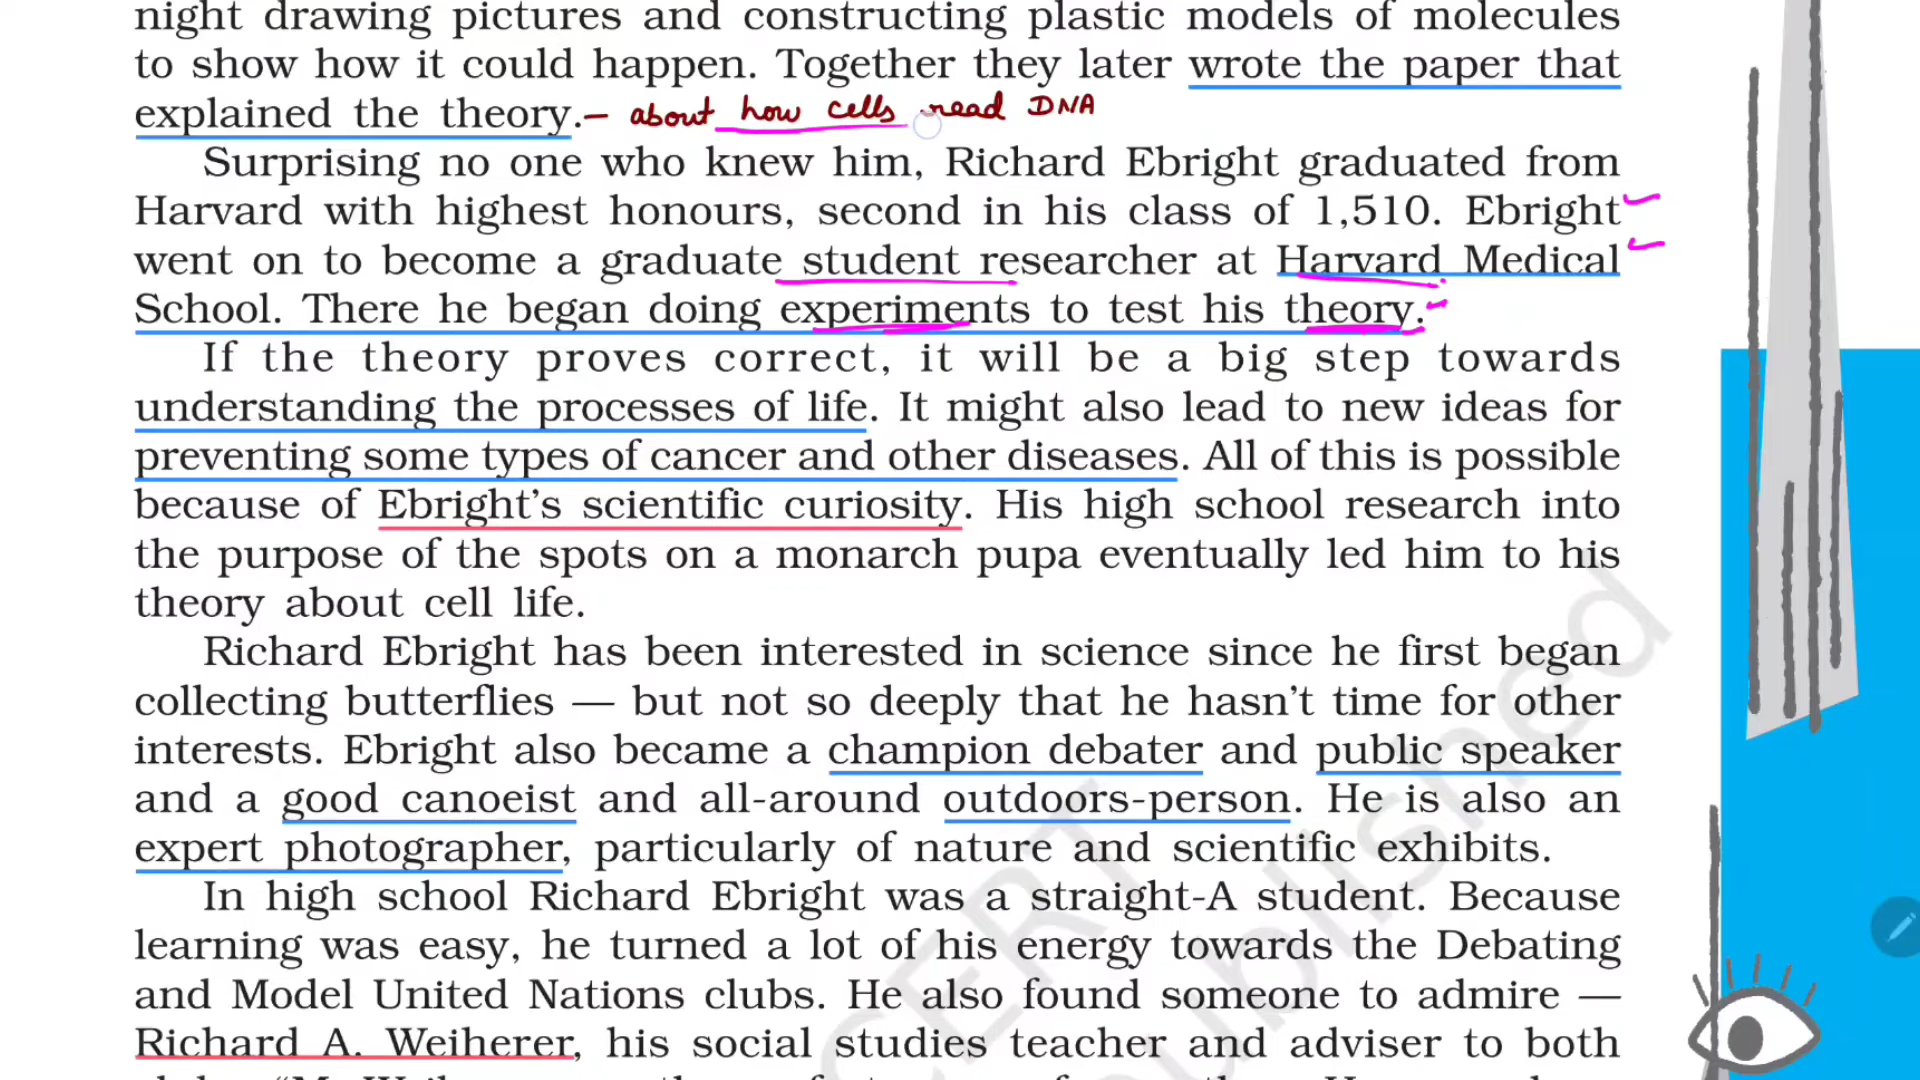 night drawing pictures and constructing plastic models of molecules
to show how it could happen. Together they later wrote the paper that
explained the theory. – about how cells read DNA
Surprising no one who knew him, Richard Ebright graduated from
Harvard with highest honours, second in his class of 1,510. Ebright
went on to become a graduate student researcher at Harvard Medical
School. There he began doing experiments to test his theory.
If the theory proves correct, it will be a big step towards
understanding the processes of life. It might also lead to new ideas for
preventing some types of cancer and other diseases. All of this is possible
because of Ebright’s scientific curiosity. His high school research into
the purpose of the spots on a monarch pupa eventually led him to his
theory about cell life.
Richard Ebright has been interested in science since he first began
collecting butterflies — but not so deeply that he hasn’t time for other
interests. Ebright also became a champion debater and public speaker
and a good canoeist and all-around outdoors-person. He is also an
expert photographer, particularly of nature and scientific exhibits.
In high school Richard Ebright was a straight-A student. Because
learning was easy, he turned a lot of his energy towards the Debating
and Model United Nations clubs. He also found someone to admire —
Richard A. Weiherer, his social studies teacher and adviser to both